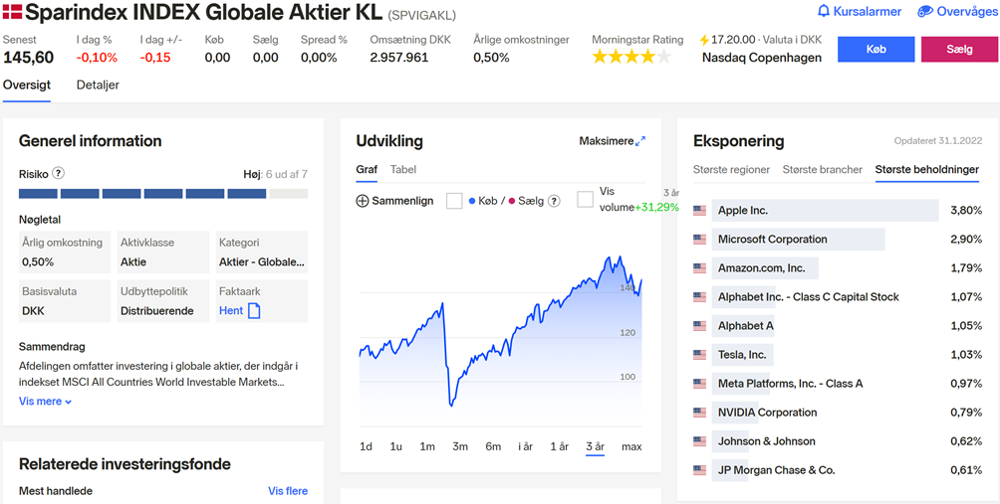 Sparindex INDEX Globale Aktier KL (SPVIGAKL)
Kursalarmer
Overvåges
Senest
145,60
I dag %
-0,10%
I dag +/-
-0,15
Køb
0,00
Sælg
0,00
Spread %
0,00%
Omsætning DKK
2.957.961
Årlige omkostninger
0,50%
Morningstar Rating
17.20.00 · Valuta i DKK
Nasdaq Copenhagen
Køb
Sælg
Oversigt
Detaljer
Generel information
Risiko ?
Høj: 6 ud af 7
Nøgletal
Årlig omkostning
0,50%
Aktivklasse
Aktie
Kategori
Aktier - Globale...
Basisvaluta
DKK
Udbyttepolitik
Distribuerende
Faktaark
Hent
Sammendrag
Afdelingen omfatter investering i globale aktier, der indgår i
indekset MSCI All Countries World Investable Markets...
Vis mere
Relaterede investeringsfonde
Mest handlede
Vis flere
Udvikling
Maksimere
Graf
Tabel
Sammenlign
Køb / Sælg ?
Vis
volume
3 år
+31,29%
140
120
100
1d
1u
1m
3m
6m
i år
1 år
3 år
max
Eksponering
Opdateret 31.1.2022
Største regioner
Største brancher
Største beholdninger
Apple Inc. 3,80%
Microsoft Corporation 2,90%
Amazon.com, Inc. 1,79%
Alphabet Inc. - Class C Capital Stock 1,07%
Alphabet A 1,05%
Tesla, Inc. 1,03%
Meta Platforms, Inc. - Class A 0,97%
NVIDIA Corporation 0,79%
Johnson & Johnson 0,62%
JP Morgan Chase & Co. 0,61%